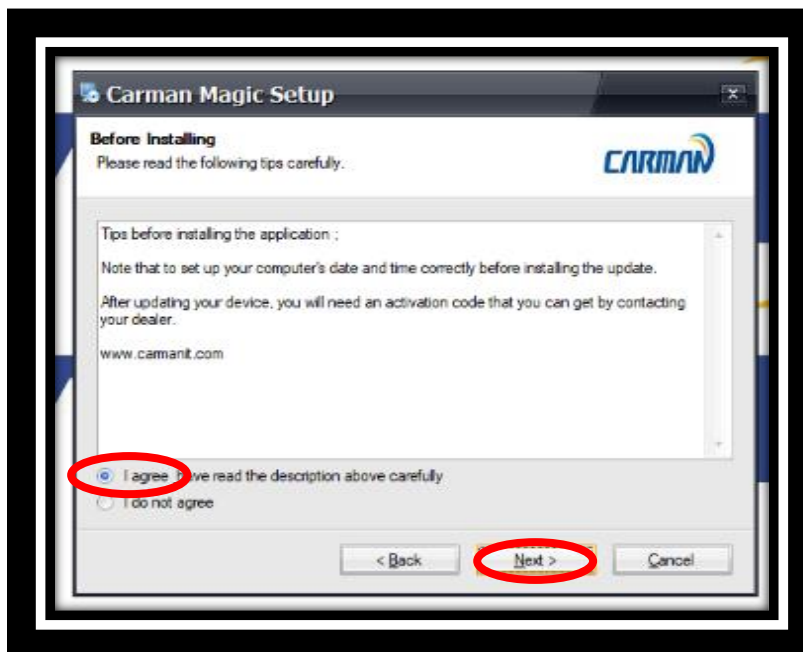 Carman Magic Setup
Before Installing
Please read the following tips carefully.
CARMAN
Tips before installing the application ;
Note that to set up your computer's date and time correctly before installing the update.
After updating your device, you will need an activation code that you can get by contacting
your dealer.
www.carmanit.com
I agree have read the description above carefully
I do not agree
< Back
Next >
Cancel